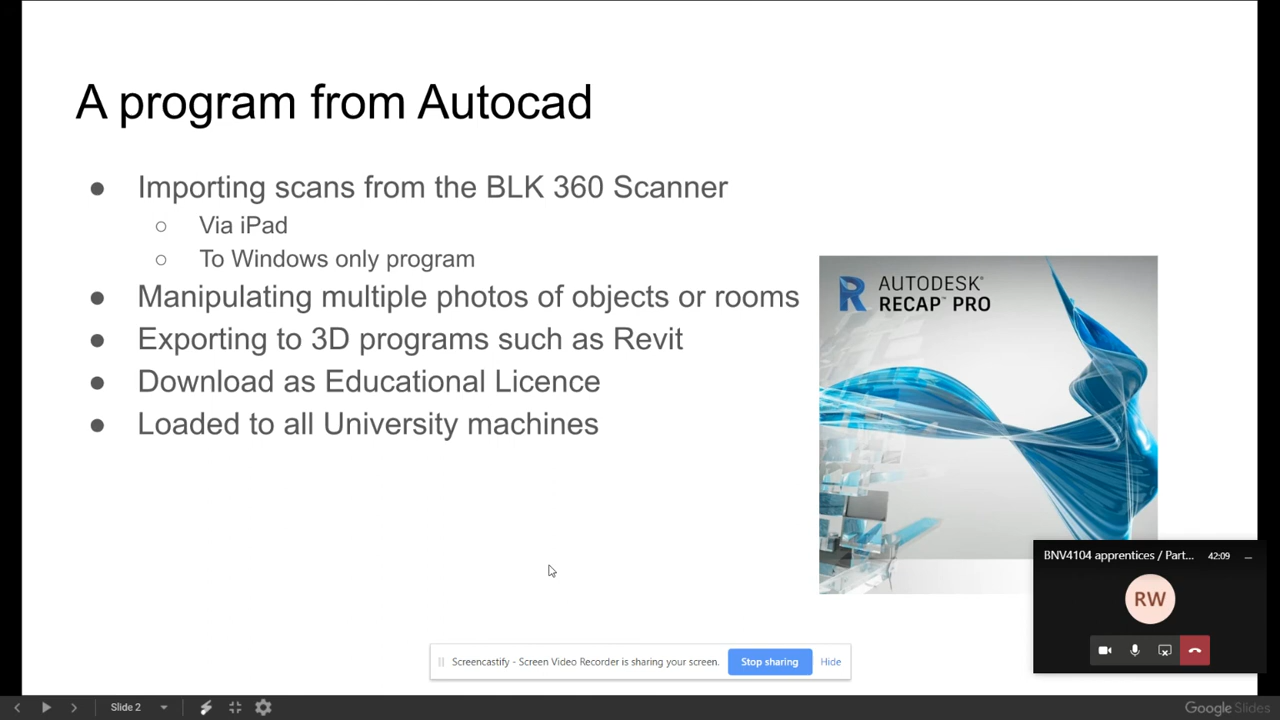 A program from Autocad
● Importing scans from the BLK 360 Scanner
○ Via iPad
○ To Windows only program
● Manipulating multiple photos of objects or rooms
● Exporting to 3D programs such as Revit
● Download as Educational Licence
● Loaded to all University machines
AUTODESK®
RECAP™ PRO
BNV4104 apprentices / Part... 42:09
RW
Screencastify - Screen Video Recorder is sharing your screen. Stop sharing Hide
Slide 2
Google Slides